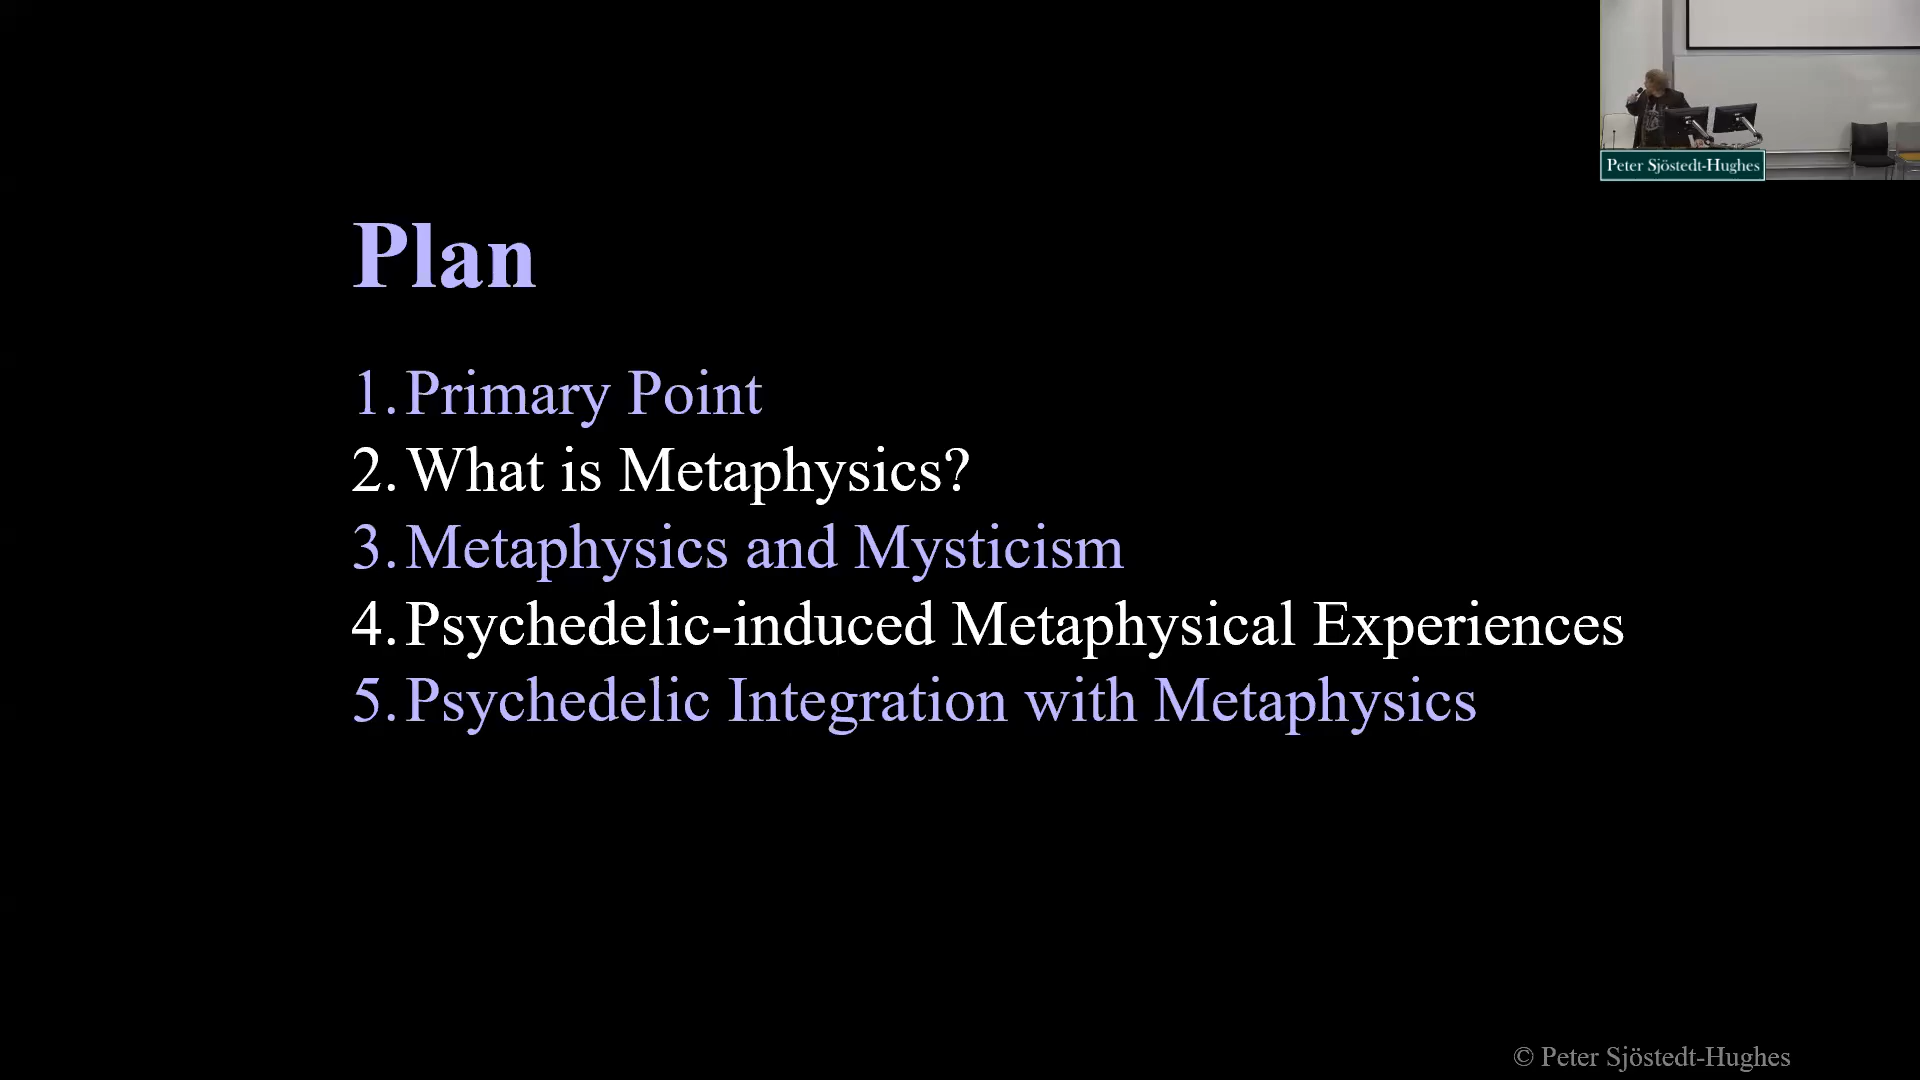 Peter Sjöstedt-Hughes
Plan
1. Primary Point
2. What is Metaphysics?
3. Metaphysics and Mysticism
4. Psychedelic-induced Metaphysical Experiences
5. Psychedelic Integration with Metaphysics
© Peter Sjöstedt-Hughes